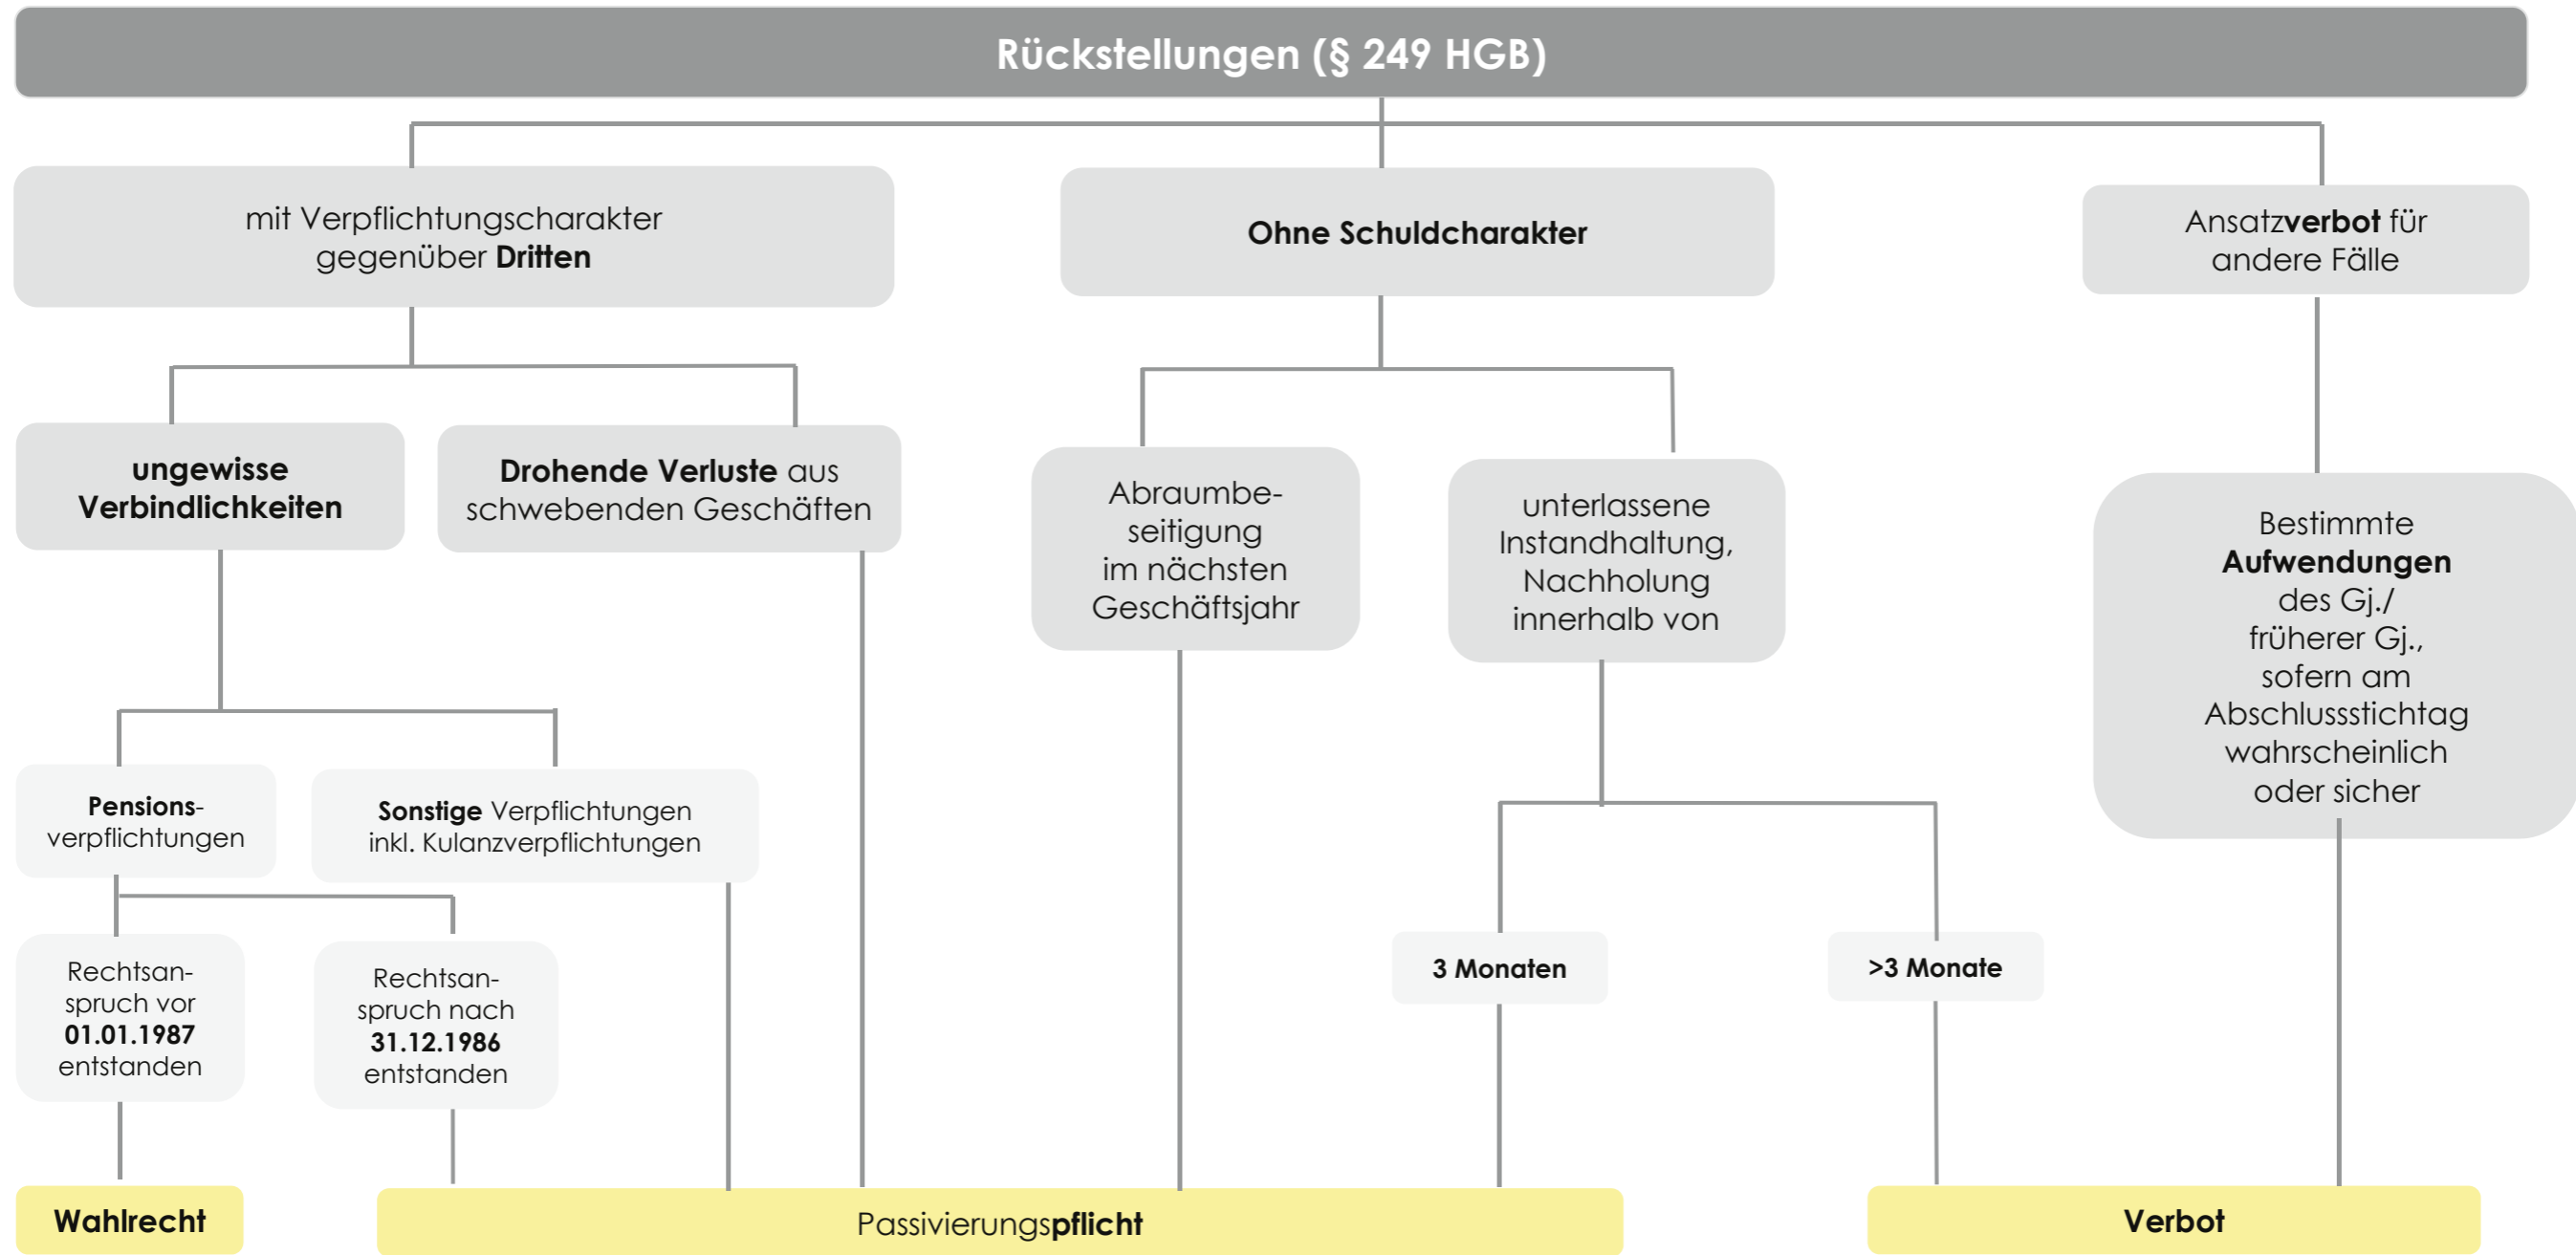 Rückstellungen (§ 249 HGB)
mit Verpflichtungscharakter
gegenüber Dritten
Ohne Schuldcharakter
Ansatzverbot für
andere Fälle
ungewisse
Verbindlichkeiten
Drohende Verluste aus
schwebenden Geschäften
Abraumbe-
seitigung
im nächsten
Geschäftsjahr
unterlassene
Instandhaltung,
Nachholung
innerhalb von
Bestimmte
Aufwendungen
des Gj./
früherer Gj.,
sofern am
Abschlussstichtag
wahrscheinlich
oder sicher
Pensions-
verpflichtungen
Sonstige Verpflichtungen
inkl. Kulanzverpflichtungen
Rechtsan-
spruch vor
01.01.1987
entstanden
Rechtsan-
spruch nach
31.12.1986
entstanden
3 Monaten
>3 Monate
Wahlrecht
Passivierungspflicht
Verbot